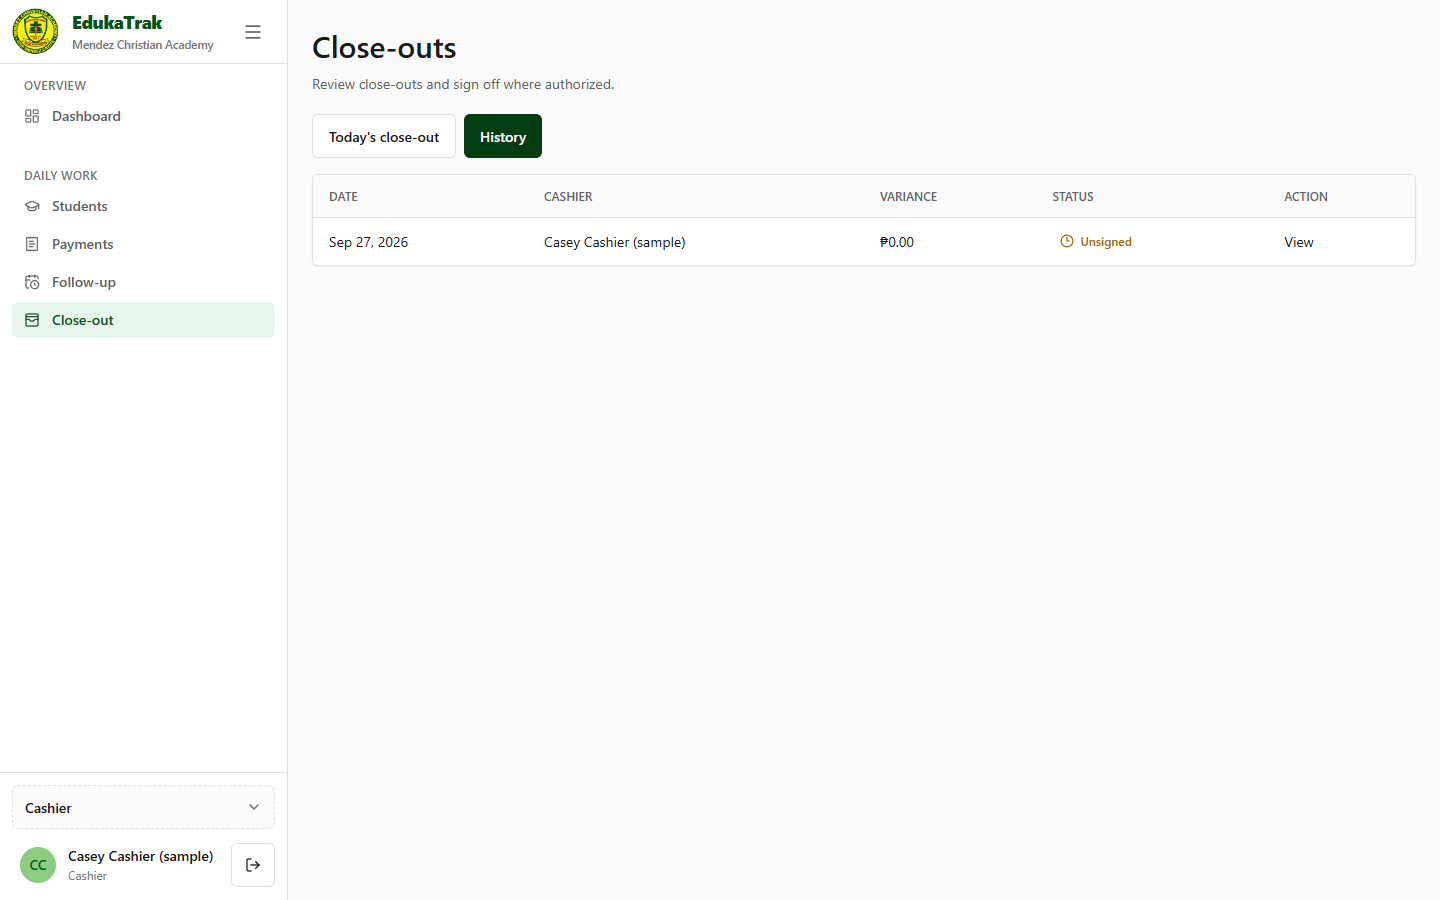 EdukaTrak
Mendez Christian Academy
OVERVIEW
Dashboard
DAILY WORK
Students
Payments
Follow-up
Close-out
Cashier
CC
Casey Cashier (sample)
Cashier
Close-outs
Review close-outs and sign off where authorized.
Today's close-out History
DATE CASHIER VARIANCE STATUS ACTION
Sep 27, 2026 Casey Cashier (sample) ₱0.00 Unsigned View